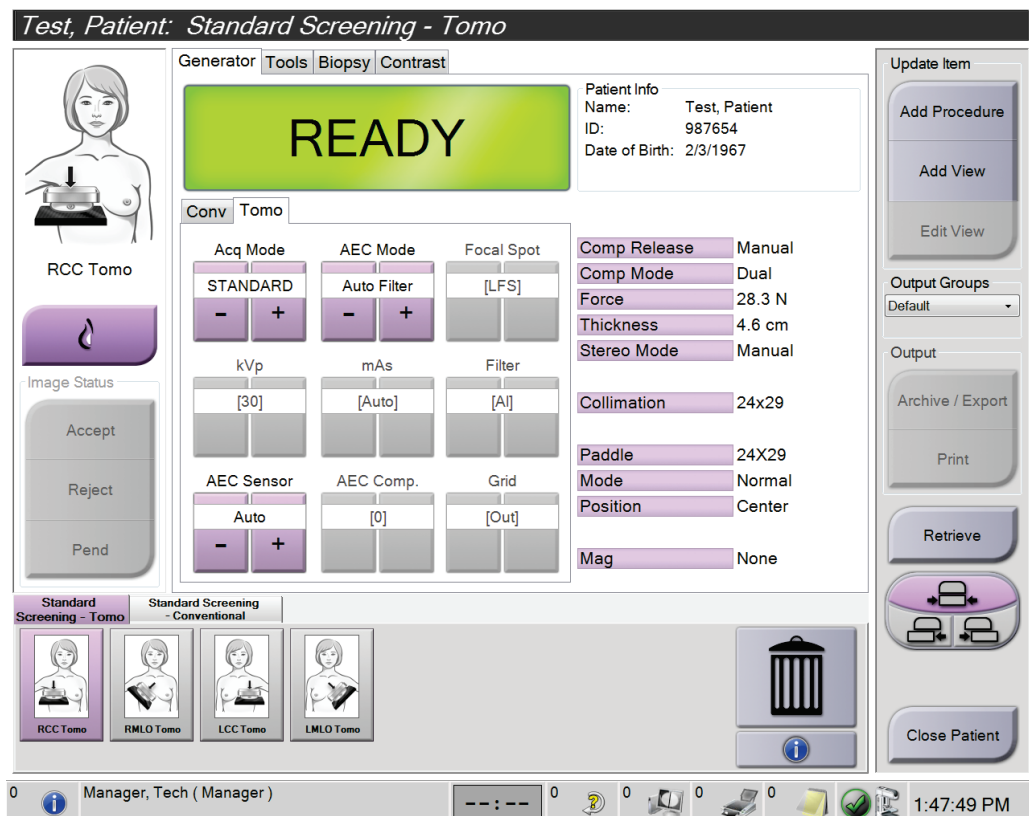 Test, Patient: Standard Screening - Tomo
RCC Tomo
Image Status
Accept
Reject
Pend
Generator Tools Biopsy Contrast
READY
Patient Info
Name: Test, Patient
ID: 987654
Date of Birth: 2/3/1967
Conv Tomo
Acq Mode AEC Mode Focal Spot
STANDARD Auto Filter [LFS]
- + - +
kVp mAs Filter
[30] [Auto] [Al]
AEC Sensor AEC Comp. Grid
Auto [0] [Out]
- +
Comp Release Manual
Comp Mode Dual
Force 28.3 N
Thickness 4.6 cm
Stereo Mode Manual
Collimation 24x29
Paddle 24X29
Mode Normal
Position Center
Mag None
Update Item
Add Procedure
Add View
Edit View
Output Groups
Default
Output
Archive / Export
Print
Retrieve
Close Patient
Standard
Screening - Tomo
Standard Screening
- Conventional
RCC Tomo RMLO Tomo LCC Tomo LMLO Tomo
0 Manager, Tech ( Manager ) --:-- 0 0 0 0 1:47:49 PM